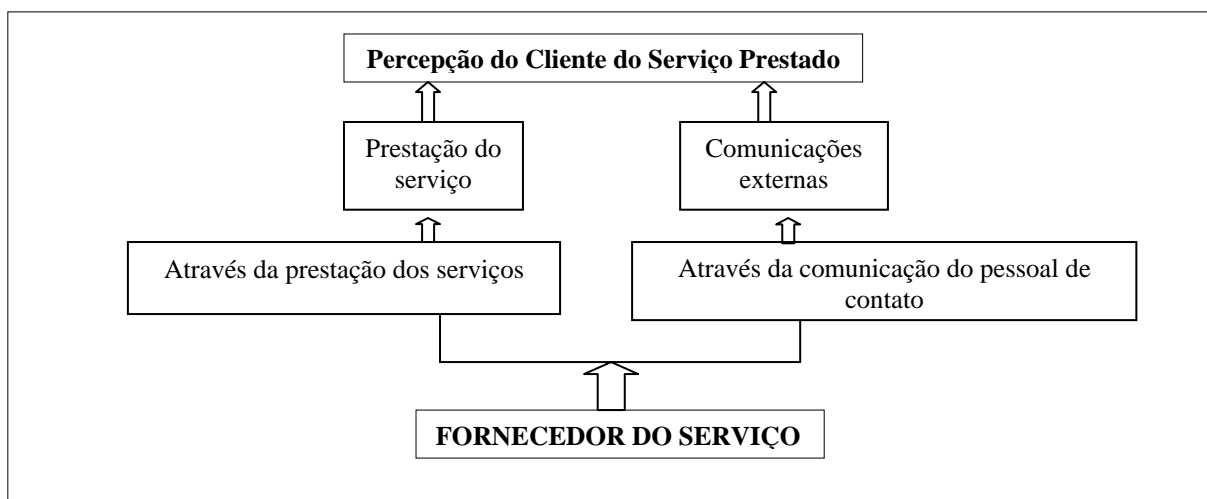 Percepção do Cliente do Serviço Prestado
Prestação do
serviço
Comunicações
externas
Através da prestação dos serviços
Através da comunicação do pessoal de
contato
FORNECEDOR DO SERVIÇO